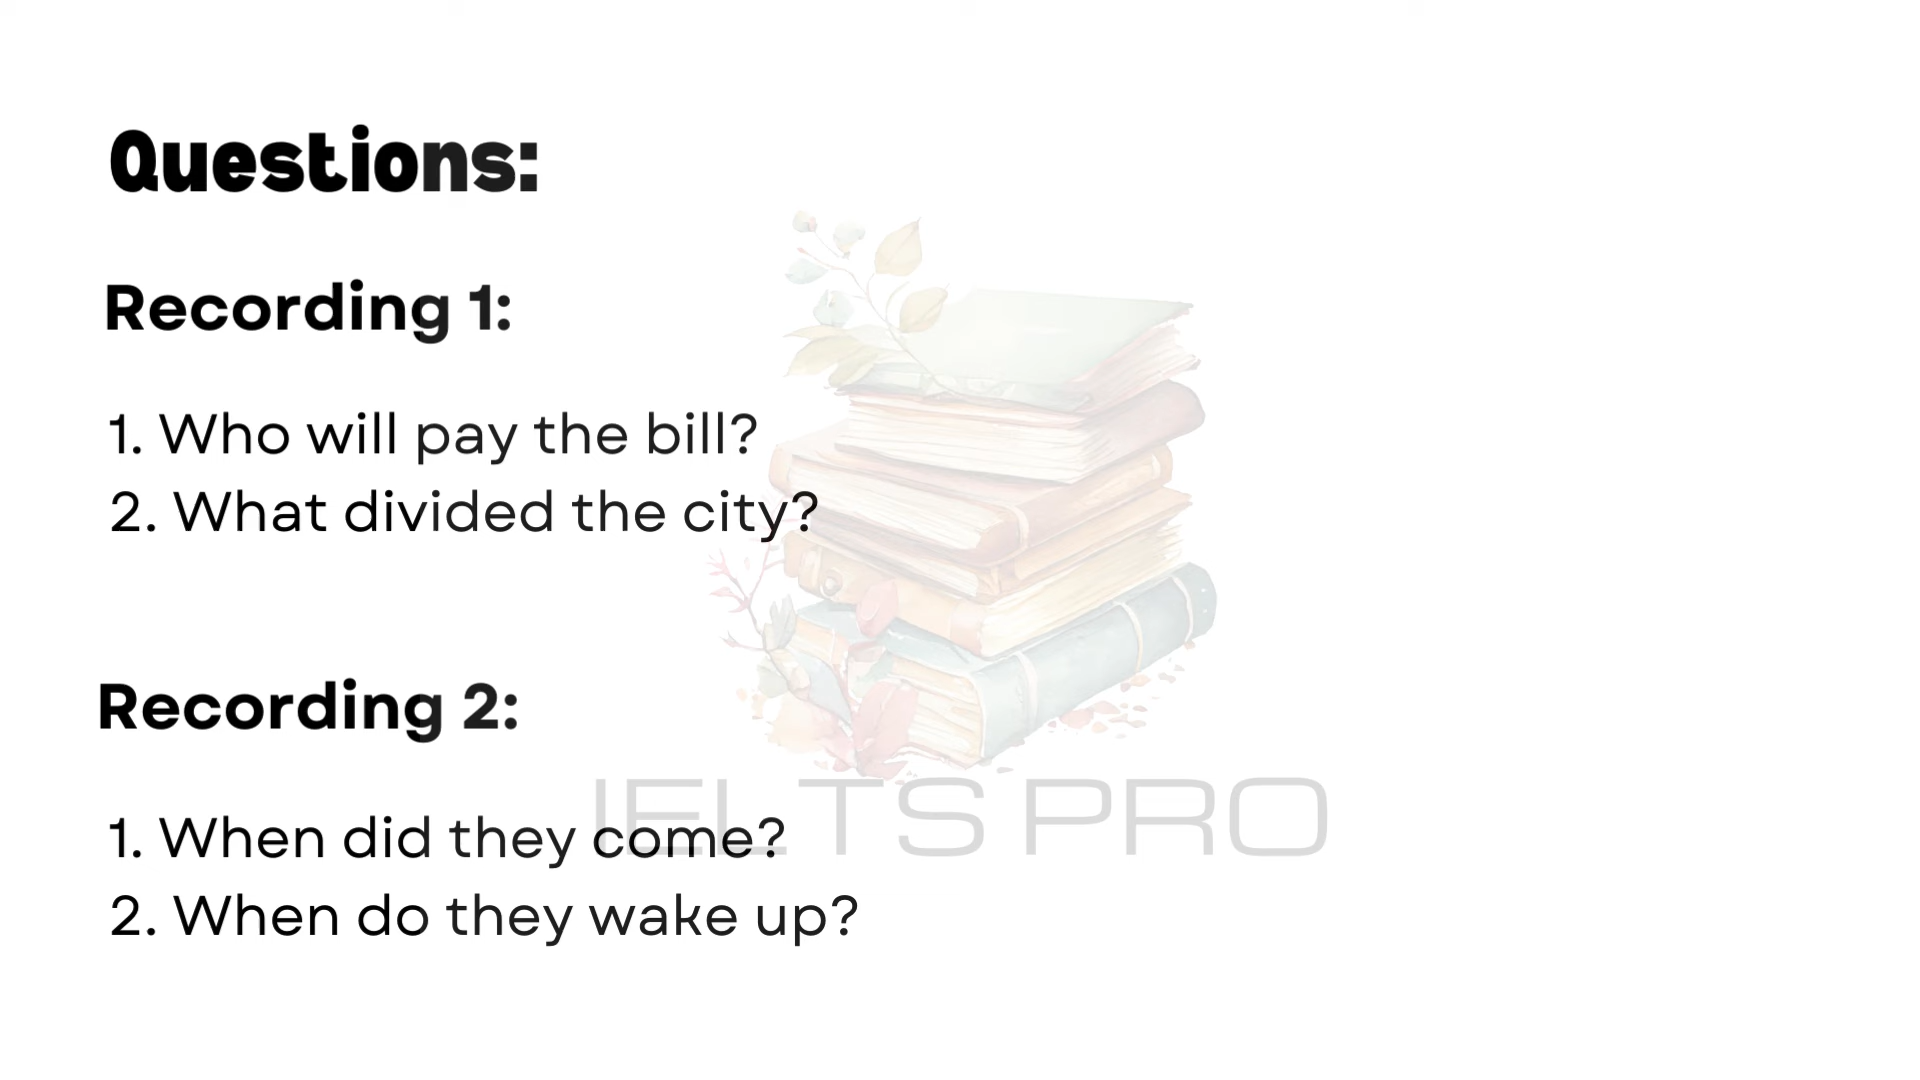 Questions:
Recording 1:
1. Who will pay the bill?
2. What divided the city?
Recording 2:
1. When did they come?
2. When do they wake up?
IELTS PRO